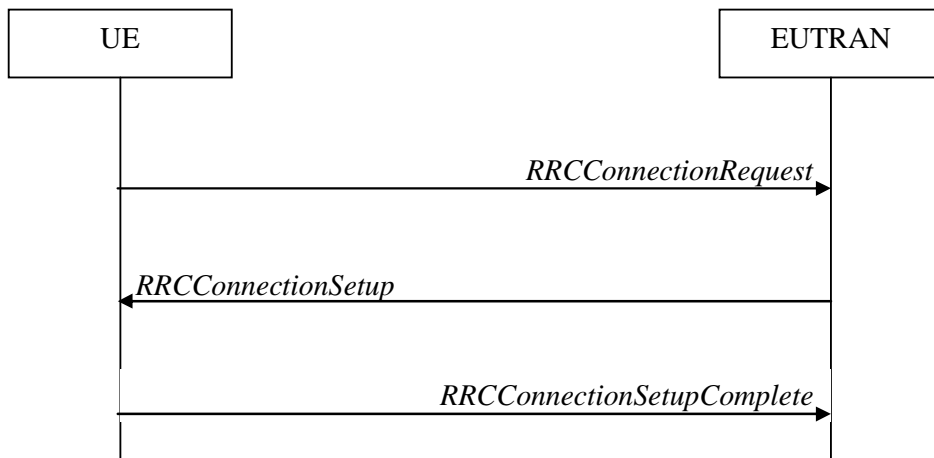 UE
EUTRAN
RRCConnectionRequest
RRCConnectionSetup
RRCConnectionSetupComplete